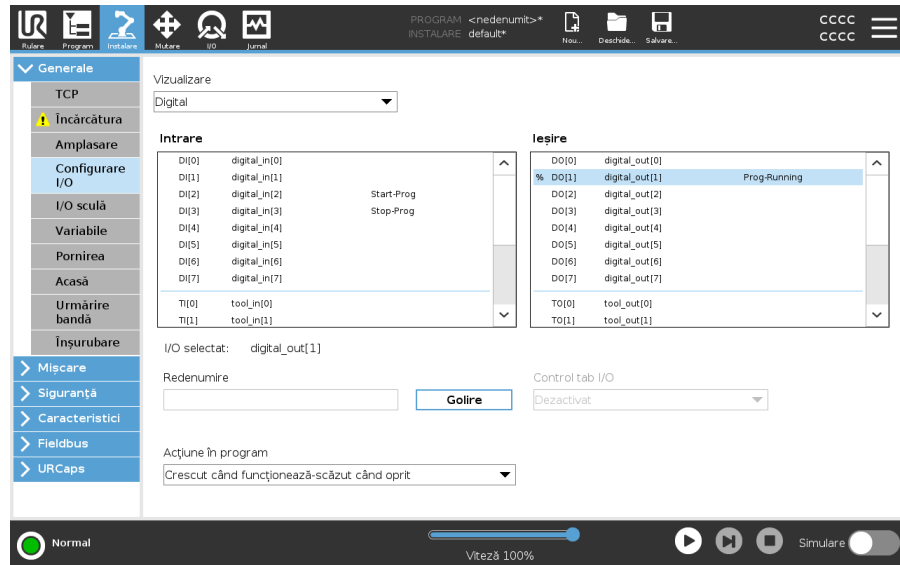 PROGRAM <nedenumit>*
INSTALARE default*
Rulare
Program
Instalare
Mutare
I/O
Jurnal
Nou...
Deschide...
Salvare...
CCCC
CCCC
Generale
TCP
Încărcătura
Amplasare
Configurare
I/O
I/O sculă
Variabile
Pornirea
Acasă
Urmărire
bandă
Înșurubare
Mișcare
Siguranță
Caracteristici
Fieldbus
URCaps
Vizualizare
Digital
Intrare
DI[0] digital_in[0]
DI[1] digital_in[1]
DI[2] digital_in[2] Start-Prog
DI[3] digital_in[3] Stop-Prog
DI[4] digital_in[4]
DI[5] digital_in[5]
DI[6] digital_in[6]
DI[7] digital_in[7]
TI[0] tool_in[0]
TI[1] tool_in[1]
Ieșire
DO[0] digital_out[0]
% DO[1] digital_out[1] Prog-Running
DO[2] digital_out[2]
DO[3] digital_out[3]
DO[4] digital_out[4]
DO[5] digital_out[5]
DO[6] digital_out[6]
DO[7] digital_out[7]
TO[0] tool_out[0]
TO[1] tool_out[1]
I/O selectat: digital_out[1]
Redenumire
Golire
Control tab I/O
Dezactivat
Acțiune în program
Crescut când funcționează-scăzut când oprit
Normal
Viteză 100%
Simulare